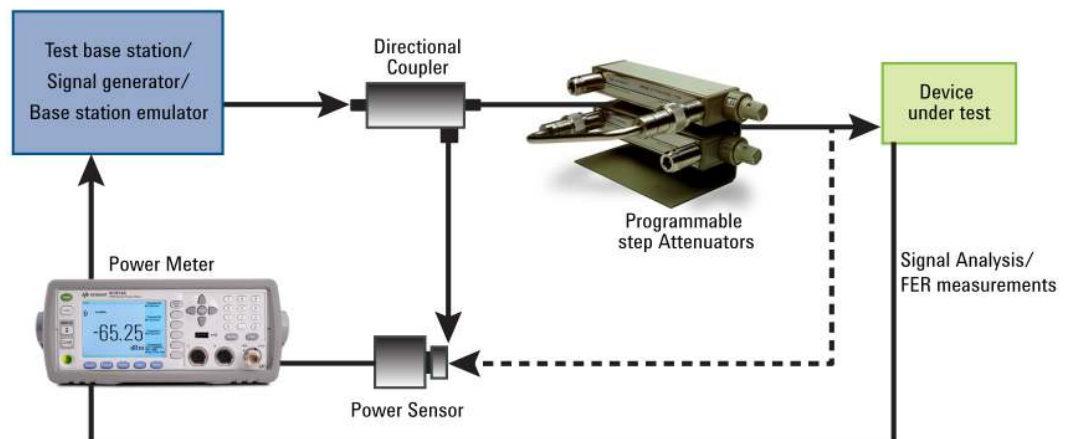 Test base station/
Signal generator/
Base station emulator
Directional
Coupler
Programmable
step Attenuators
Device
under test
Signal Analysis/
FER measurements
Power Meter
-65.25
dBm
Power Sensor